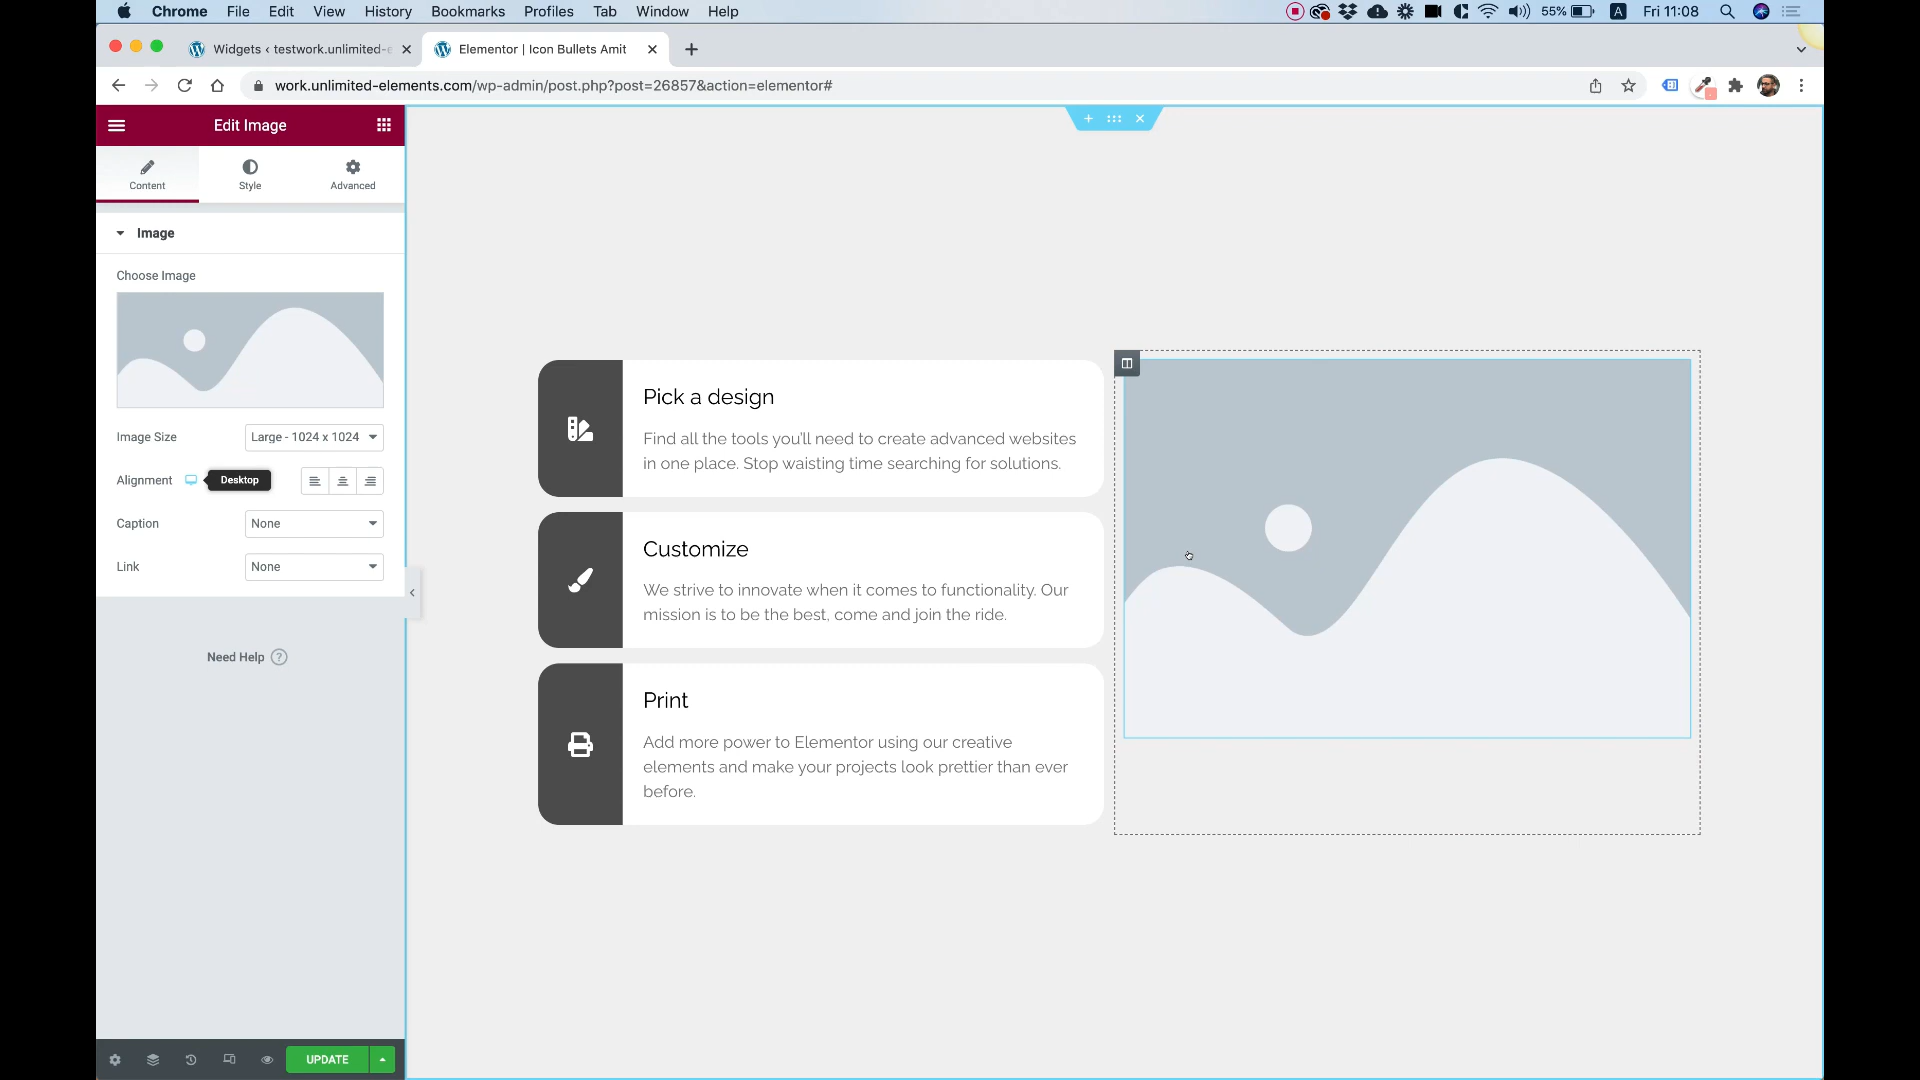 Chrome File Edit View History Bookmarks Profiles Tab Window Help
55% A Fri 11:08
Widgets ‹ testwork.unlimited-e
Elementor | Icon Bullets Amit
work.unlimited-elements.com/wp-admin/post.php?post=26857&action=elementor#
Edit Image
Content Style Advanced
Image
Choose Image
Image Size Large - 1024 x 1024
Alignment Desktop
Caption None
Link None
Need Help ?
UPDATE
Pick a design
Find all the tools you'll need to create advanced websites
in one place. Stop waisting time searching for solutions.
Customize
We strive to innovate when it comes to functionality. Our
mission is to be the best, come and join the ride.
Print
Add more power to Elementor using our creative
elements and make your projects look prettier than ever
before.